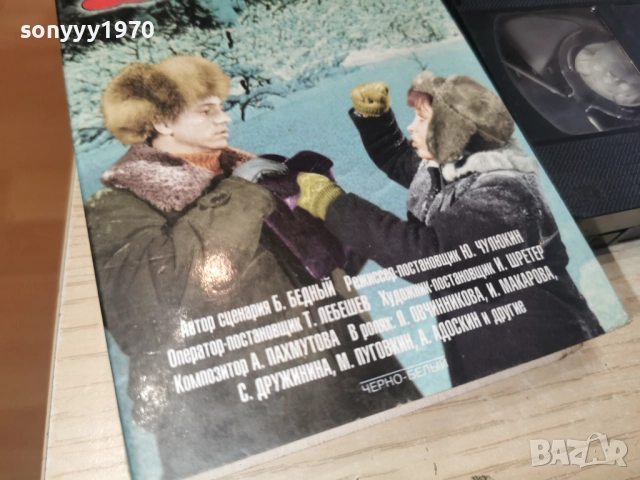 sonyyy1970
Автор сценария Б. БЕДНЫЙ Режиссер-постановщик Ю. ЧУЛЮКИН
Оператор-постановщик Т. ЛЕБЕШЕВ Художник-постановщик И. ШРЕТЕР
Композитор А. ПАХМУТОВА В ролях: Л. ОВЧИННИКОВА, Н. МАКАРОВА,
С. ДРУЖИНИНА, М. ПУГОВКИН, А. АДОСКИН и другие
ЧЕРНО-БЕЛЫЙ
BAZAR
bg